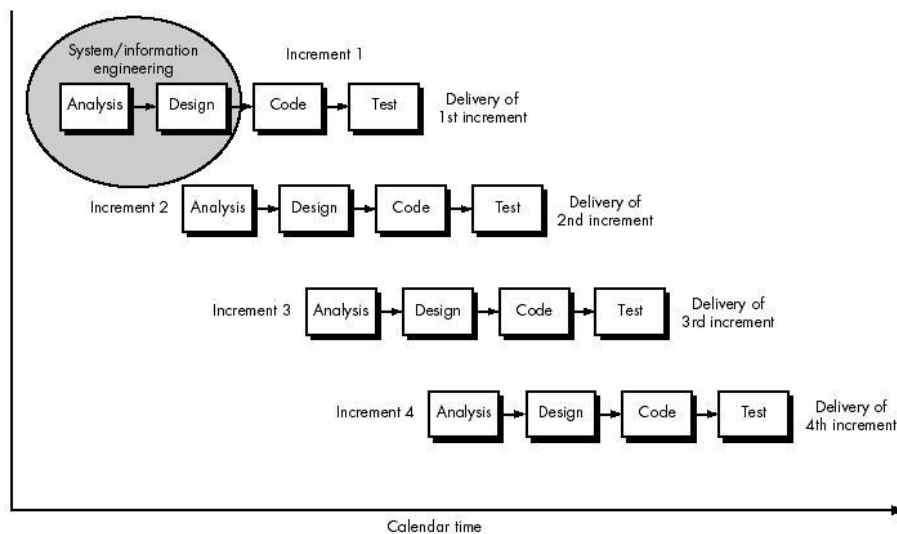 System/information
engineering
Increment 1
Analysis
Design
Code
Test
Delivery of
1st increment
Increment 2
Analysis
Design
Code
Test
Delivery of
2nd increment
Increment 3
Analysis
Design
Code
Test
Delivery of
3rd increment
Increment 4
Analysis
Design
Code
Test
Delivery of
4th increment
Calendar time